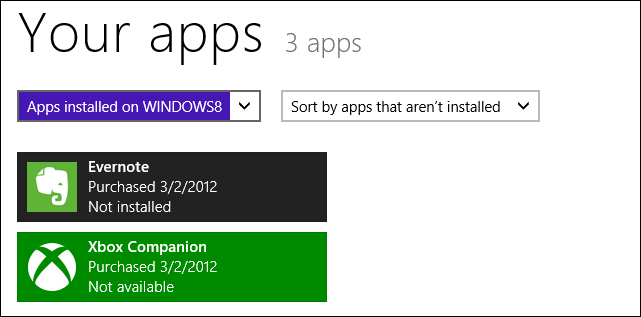 Your apps 3 apps
Apps installed on WINDOWS8 Sort by apps that aren't installed
Evernote
Purchased 3/2/2012
Not installed
Xbox Companion
Purchased 3/2/2012
Not available